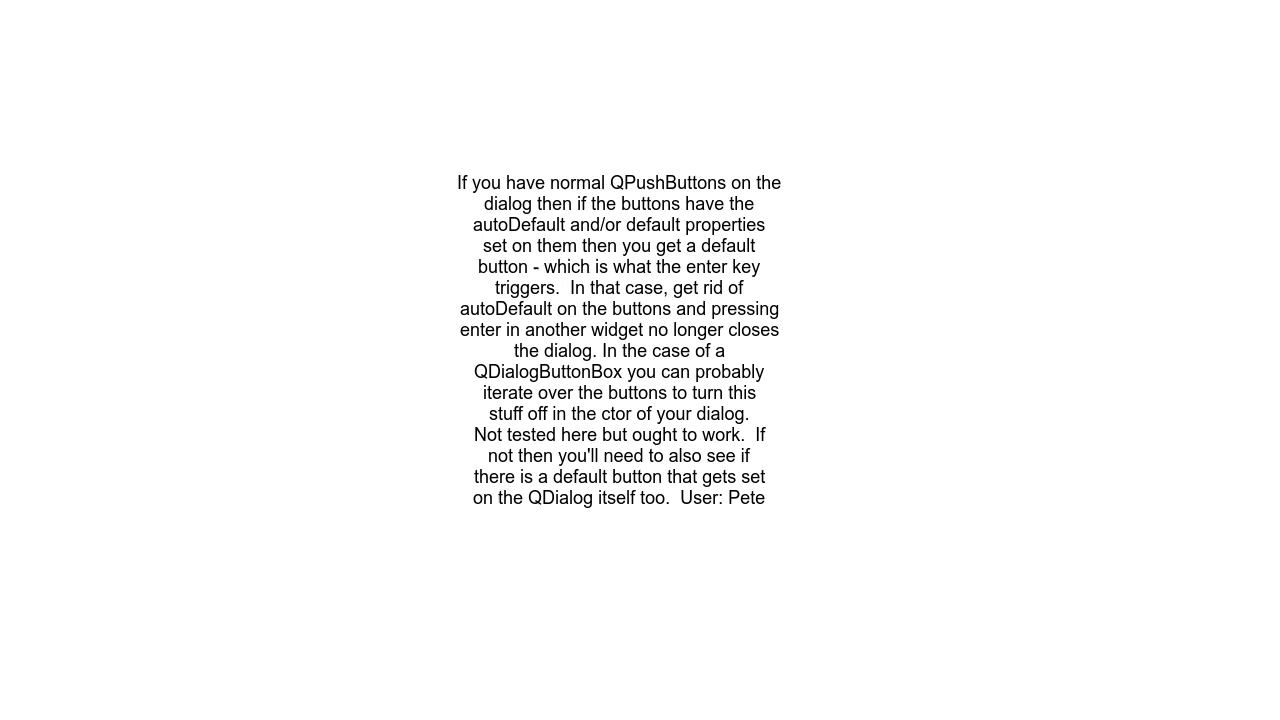 If you have normal QPushButtons on the
dialog then if the buttons have the
autoDefault and/or default properties
set on them then you get a default
button - which is what the enter key
triggers.  In that case, get rid of
autoDefault on the buttons and pressing
enter in another widget no longer closes
the dialog. In the case of a
QDialogButtonBox you can probably
iterate over the buttons to turn this
stuff off in the ctor of your dialog.
Not tested here but ought to work.  If
not then you'll need to also see if
there is a default button that gets set
on the QDialog itself too.  User: Pete